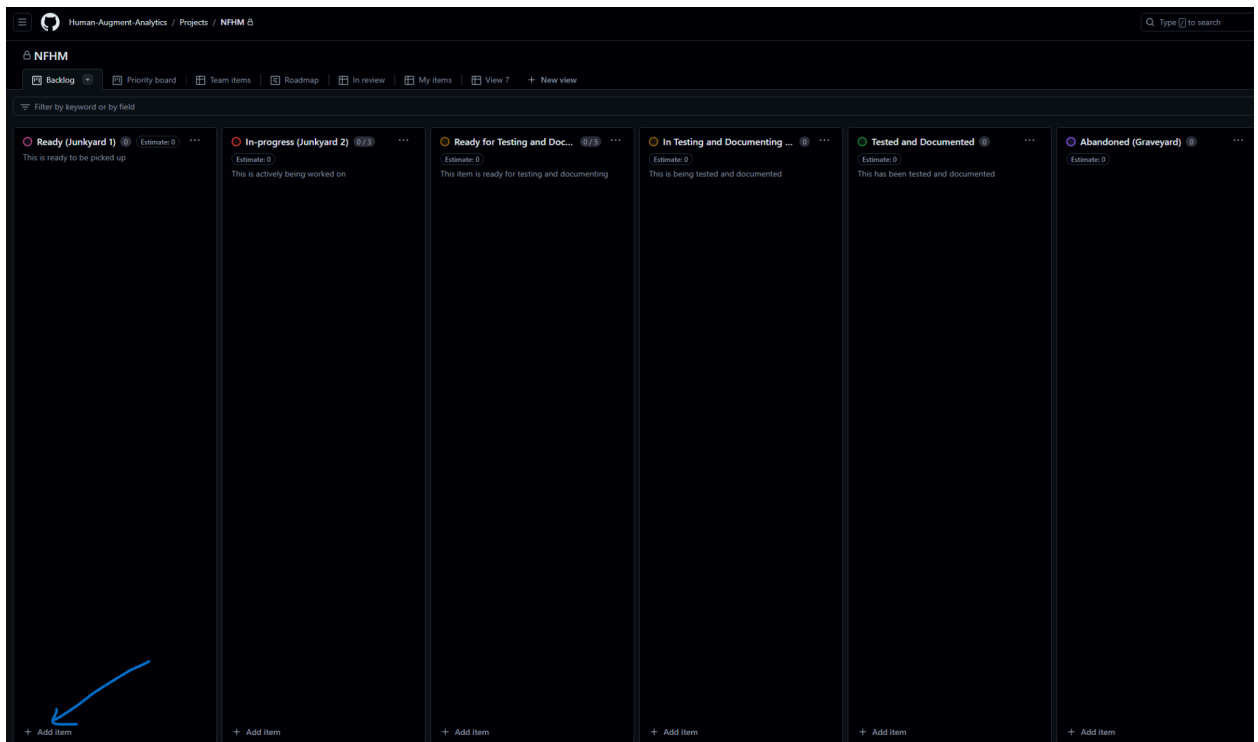 Human-Augment-Analytics / Projects / NFHM
Type / to search
NFHM
Backlog Priority board Team items Roadmap In review My items View 7 + New view
Filter by keyword or by field
Ready (Junkyard 1) 0 Estimate: 0 ...
This is ready to be picked up
In-progress (Junkyard 2) 0 / 3 ...
Estimate: 0
This is actively being worked on
Ready for Testing and Doc... 0 / 5 ...
Estimate: 0
This item is ready for testing and documenting
In Testing and Documenting ... 0 ...
Estimate: 0
This is being tested and documented
Tested and Documented 0 ...
Estimate: 0
This has been tested and documented
Abandoned (Graveyard) 0 ...
Estimate: 0
+ Add item + Add item + Add item + Add item + Add item + Add item